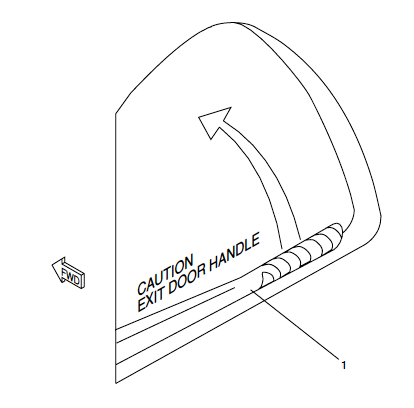 CAUTION
EXIT DOOR HANDLE
FWD
1